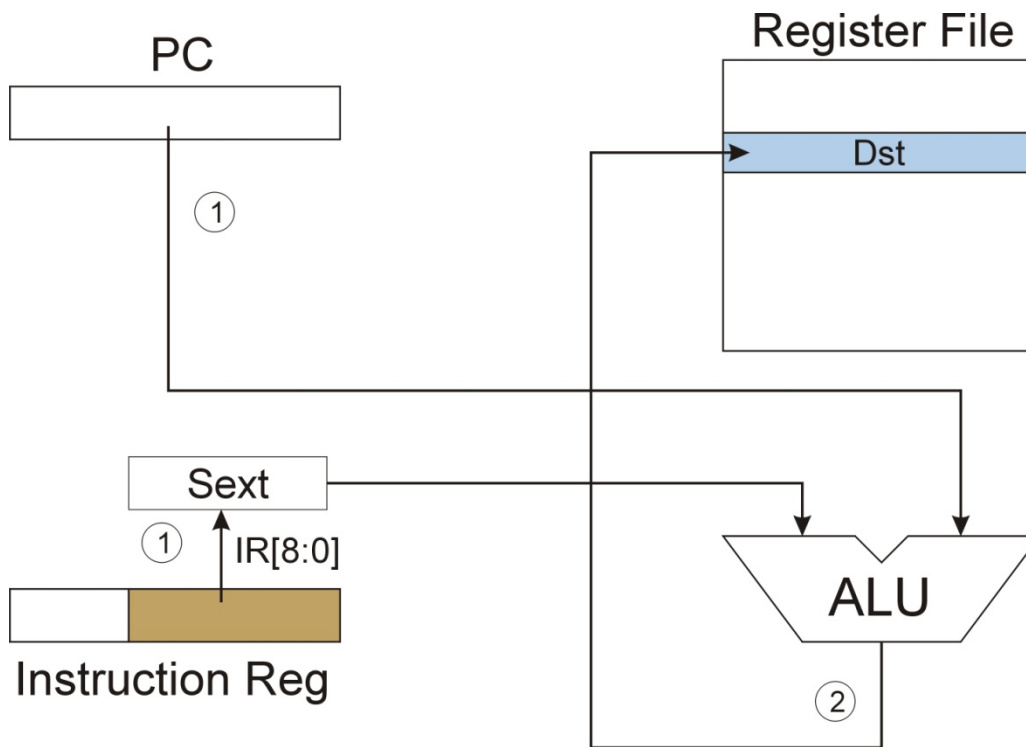 Register File
PC
Dst
1
Sext
1
IR[8:0]
ALU
Instruction Reg
2